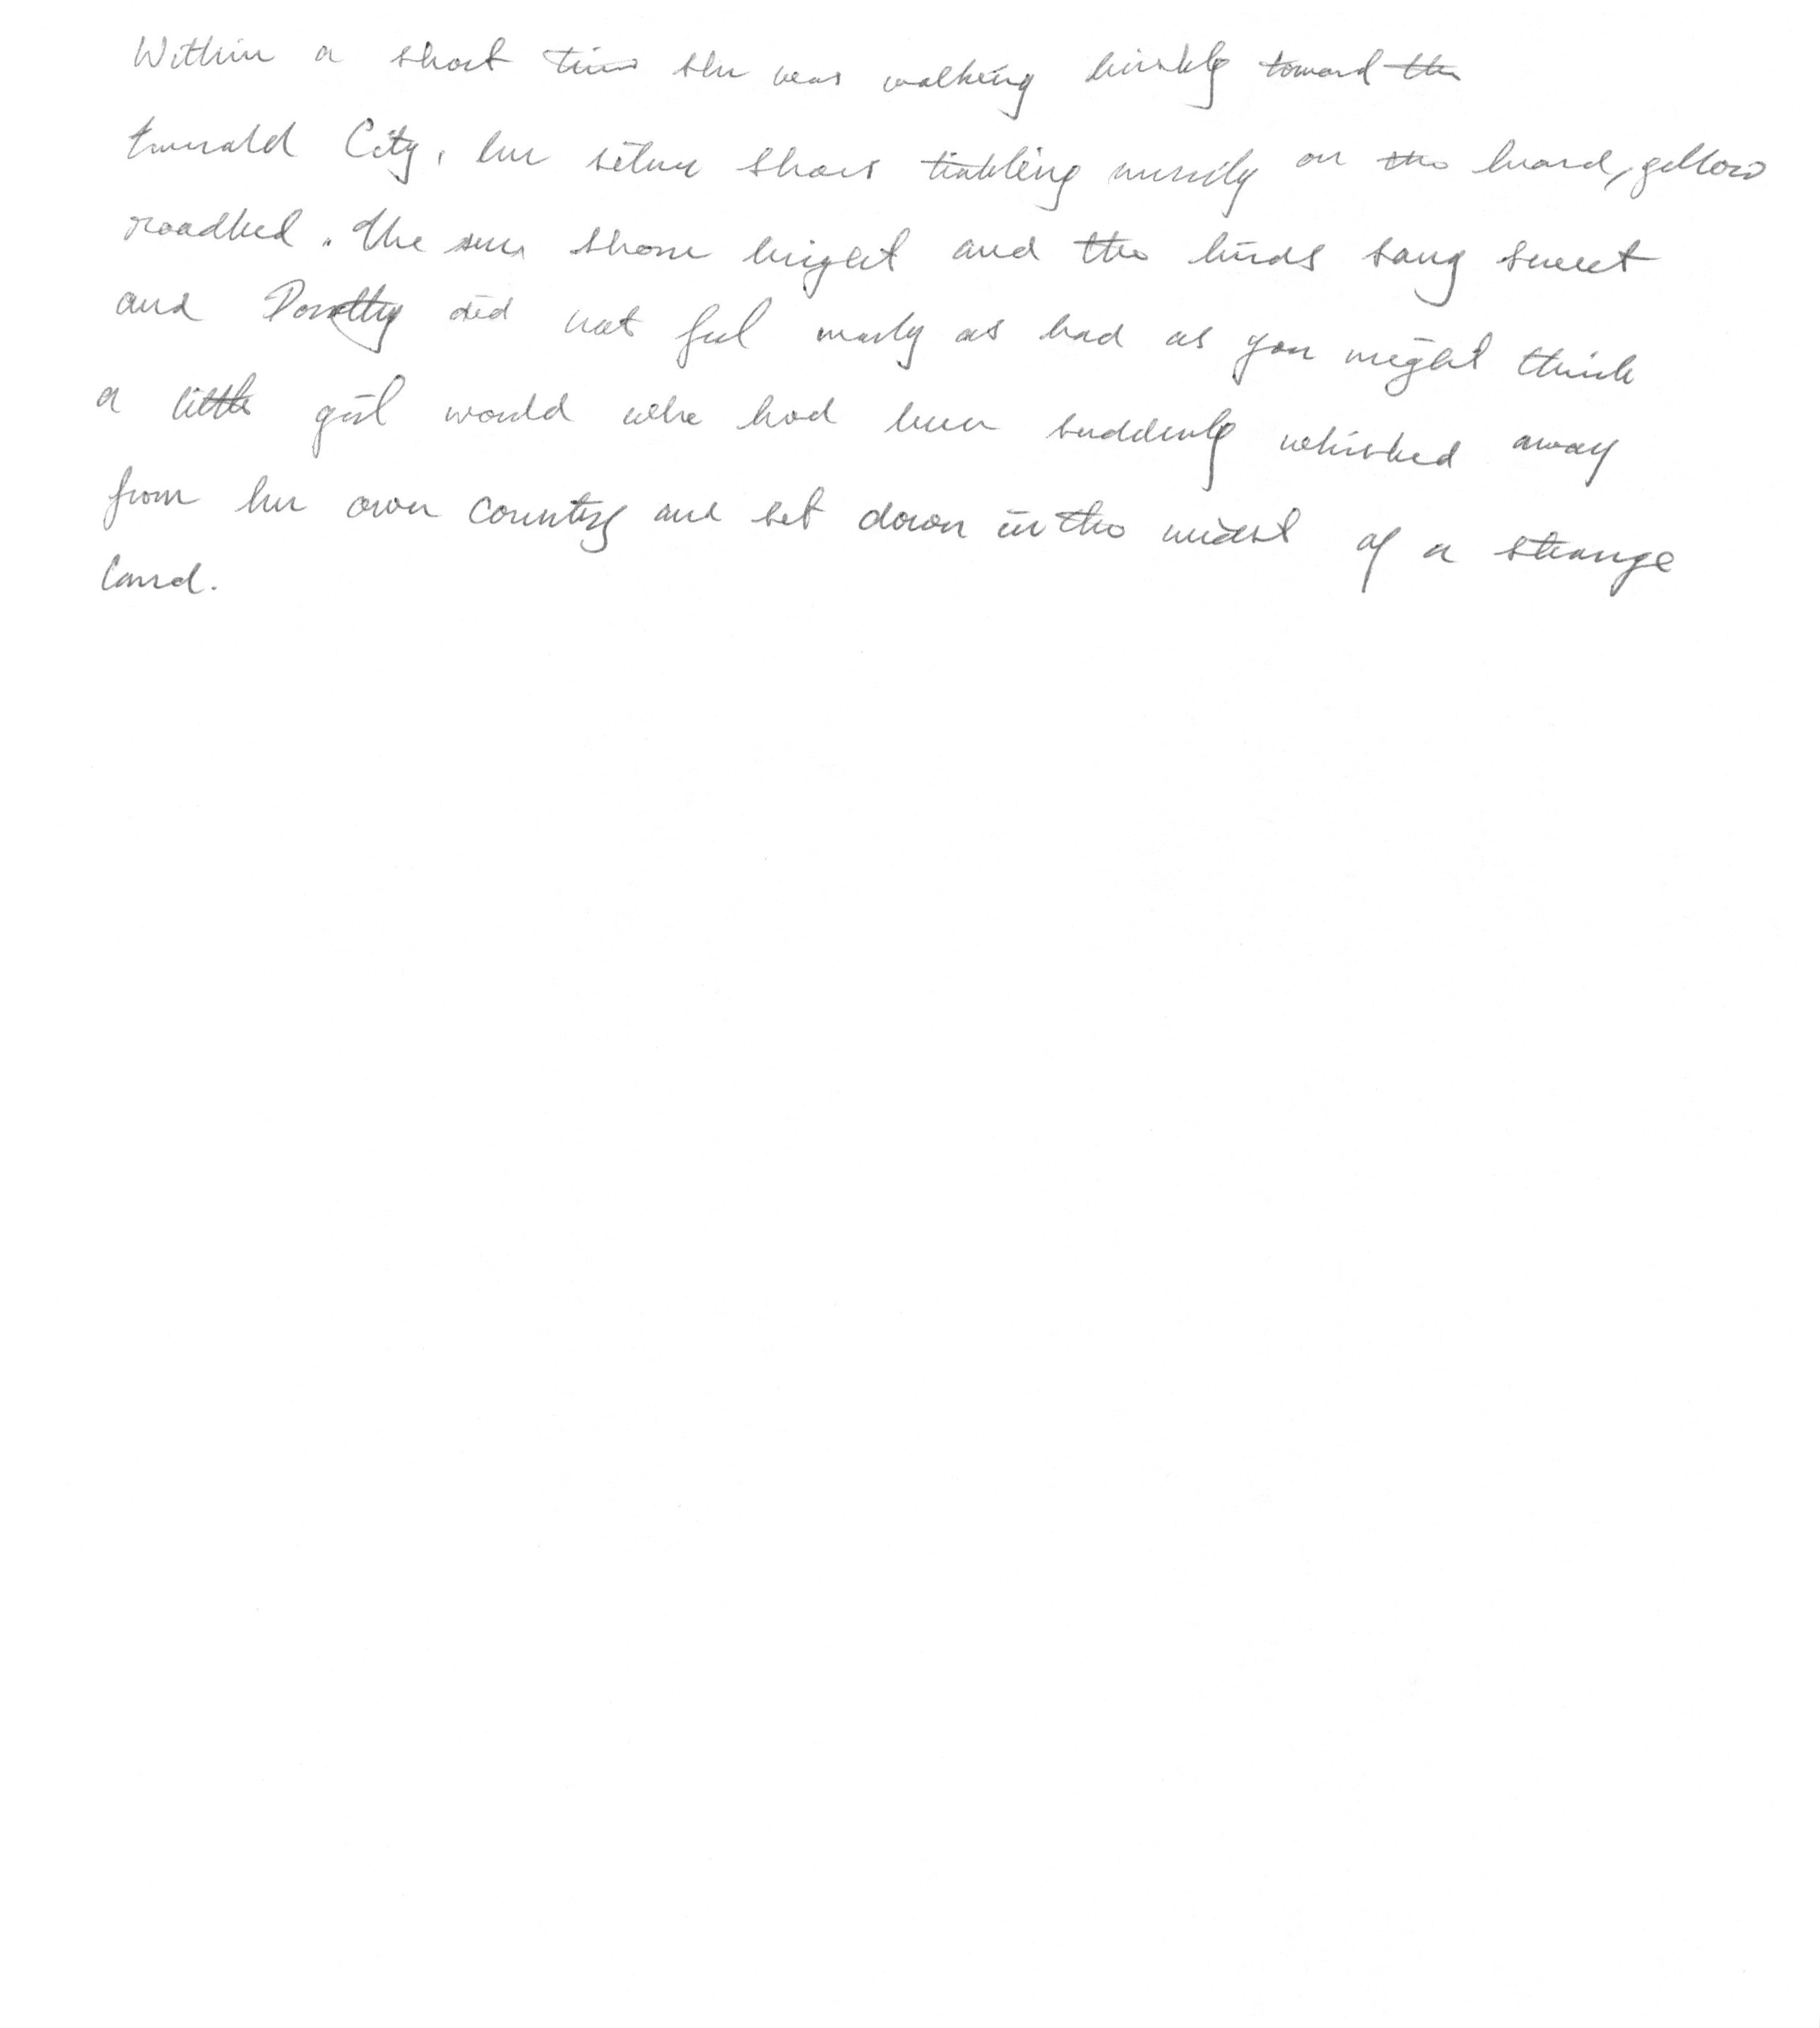 Within a short time she was walking briskly toward the
Emerald City, her silver shoes tinkling merrily on the hard, yellow
roadbed. The sun shone bright and the birds sang sweet
and Dorothy did not feel nearly as bad as you might think
a little girl would who had been suddenly whisked away
from her own country and set down in the midst of a strange
land.